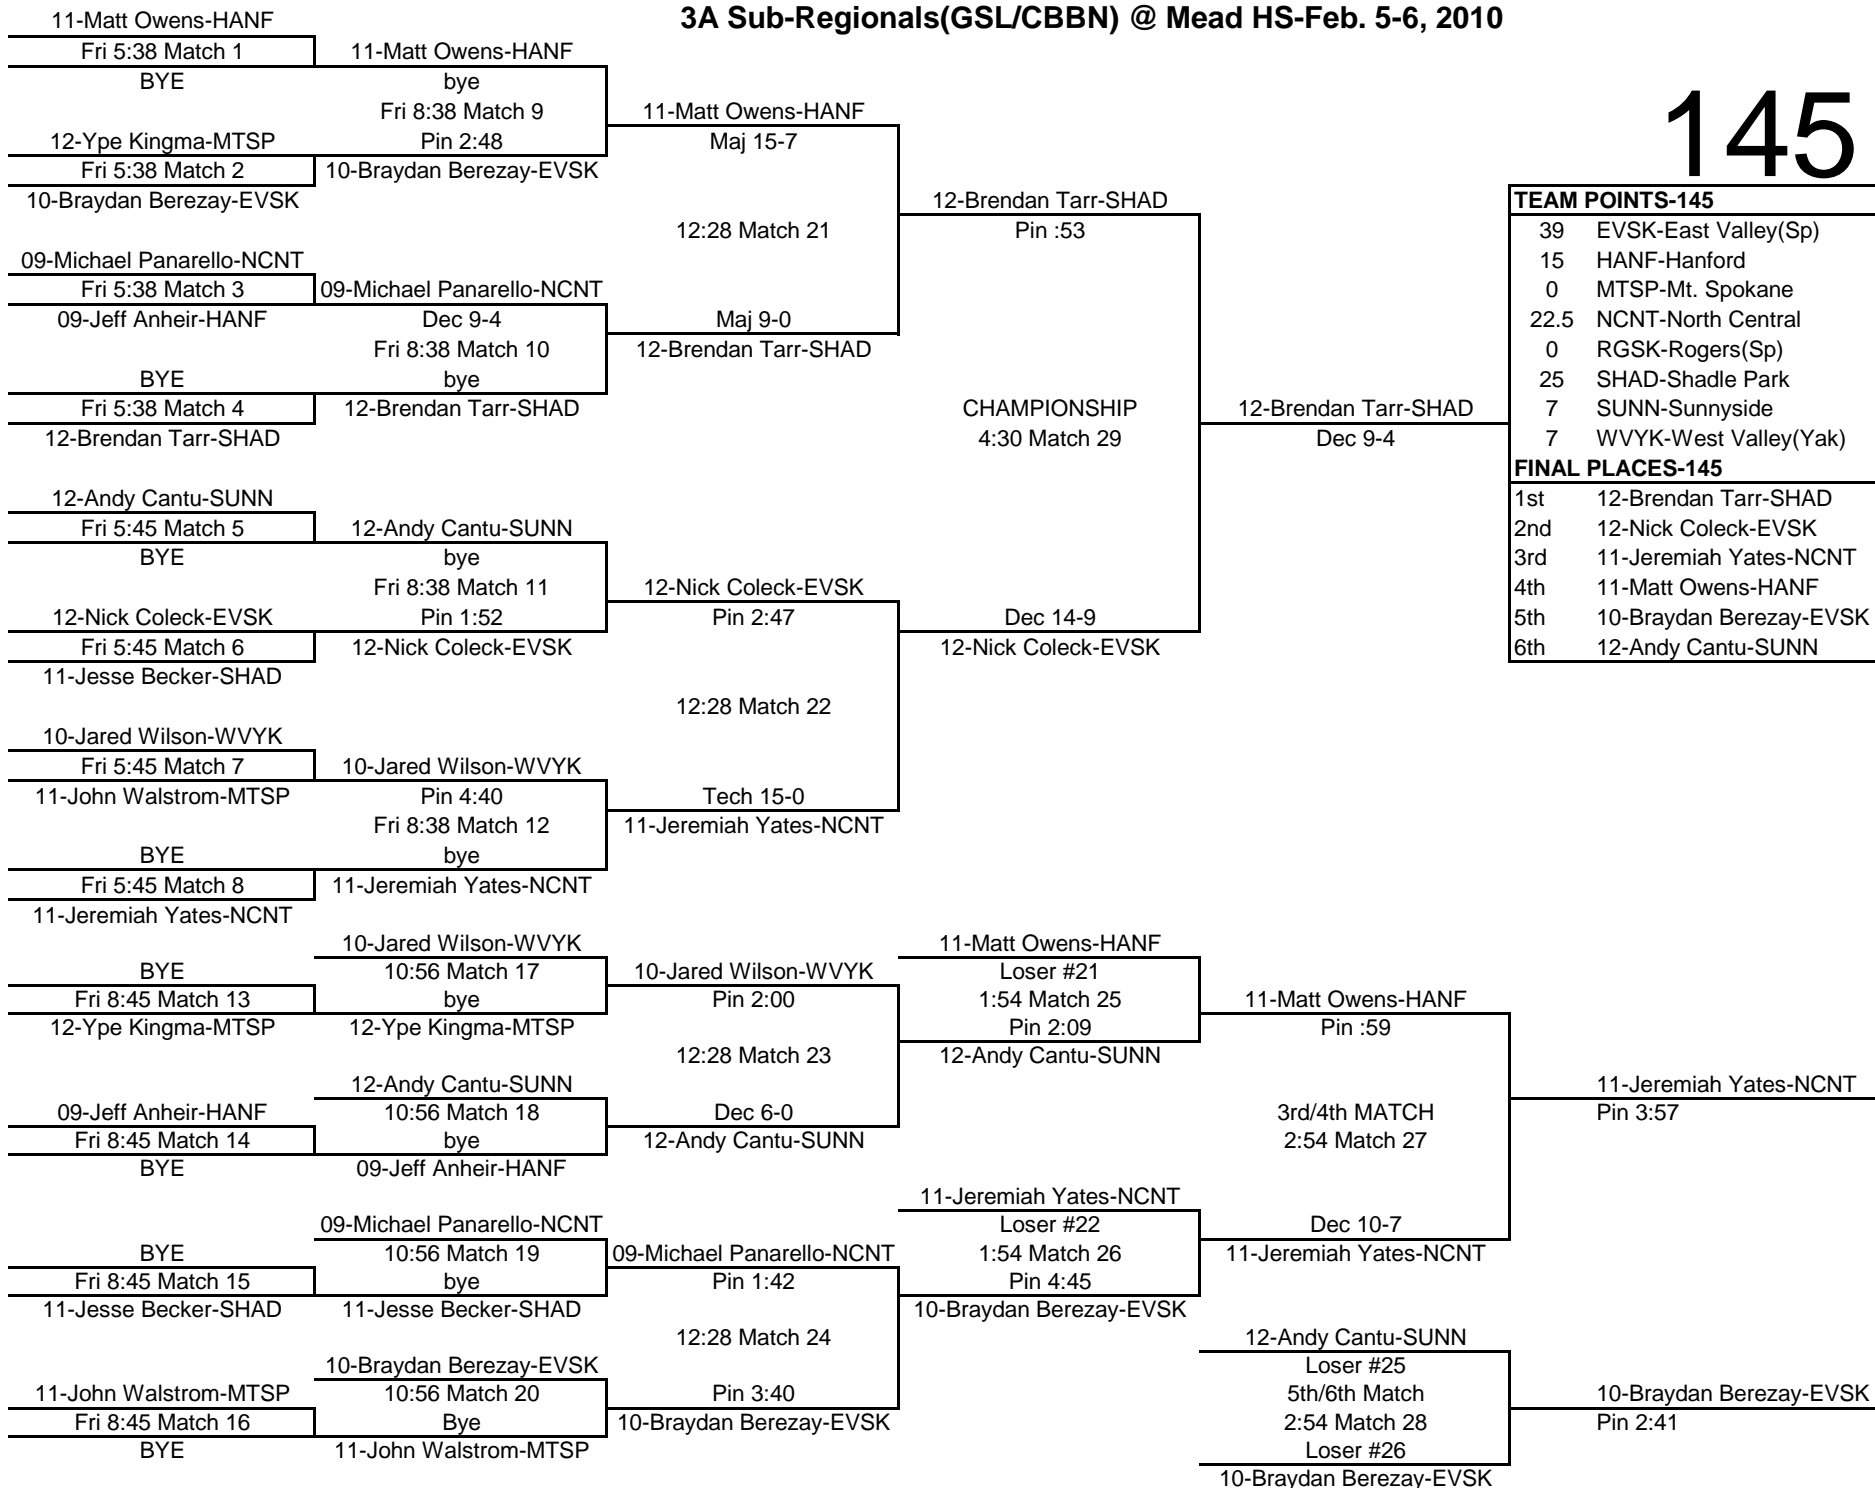 3A Sub-Regionals(GSL/CBBN) @ Mead HS-Feb. 5-6, 2010
145
11-Matt Owens-HANF
Fri 5:38 Match 1
BYE
12-Ype Kingma-MTSP
Fri 5:38 Match 2
10-Braydan Berezay-EVSK
09-Michael Panarello-NCNT
Fri 5:38 Match 3
09-Jeff Anheir-HANF
BYE
Fri 5:38 Match 4
12-Brendan Tarr-SHAD
12-Andy Cantu-SUNN
Fri 5:45 Match 5
BYE
12-Nick Coleck-EVSK
Fri 5:45 Match 6
11-Jesse Becker-SHAD
10-Jared Wilson-WVYK
Fri 5:45 Match 7
11-John Walstrom-MTSP
BYE
Fri 5:45 Match 8
11-Jeremiah Yates-NCNT
11-Matt Owens-HANF
bye
Fri 8:38 Match 9
Pin 2:48
10-Braydan Berezay-EVSK
09-Michael Panarello-NCNT
Dec 9-4
Fri 8:38 Match 10
bye
12-Brendan Tarr-SHAD
12-Andy Cantu-SUNN
bye
Fri 8:38 Match 11
Pin 1:52
12-Nick Coleck-EVSK
10-Jared Wilson-WVYK
Pin 4:40
Fri 8:38 Match 12
bye
11-Jeremiah Yates-NCNT
11-Matt Owens-HANF
Maj 15-7
12:28 Match 21
Maj 9-0
12-Brendan Tarr-SHAD
12-Nick Coleck-EVSK
Pin 2:47
12:28 Match 22
Tech 15-0
11-Jeremiah Yates-NCNT
12-Brendan Tarr-SHAD
Pin :53
CHAMPIONSHIP
4:30 Match 29
Dec 14-9
12-Nick Coleck-EVSK
12-Brendan Tarr-SHAD
Dec 9-4
TEAM POINTS-145
39 EVSK-East Valley(Sp)
15 HANF-Hanford
0 MTSP-Mt. Spokane
22.5 NCNT-North Central
0 RGSK-Rogers(Sp)
25 SHAD-Shadle Park
7 SUNN-Sunnyside
7 WVYK-West Valley(Yak)
FINAL PLACES-145
1st 12-Brendan Tarr-SHAD
2nd 12-Nick Coleck-EVSK
3rd 11-Jeremiah Yates-NCNT
4th 11-Matt Owens-HANF
5th 10-Braydan Berezay-EVSK
6th 12-Andy Cantu-SUNN
BYE
Fri 8:45 Match 13
12-Ype Kingma-MTSP
09-Jeff Anheir-HANF
Fri 8:45 Match 14
BYE
BYE
Fri 8:45 Match 15
11-Jesse Becker-SHAD
11-John Walstrom-MTSP
Fri 8:45 Match 16
BYE
10-Jared Wilson-WVYK
10:56 Match 17
bye
12-Ype Kingma-MTSP
12-Andy Cantu-SUNN
10:56 Match 18
bye
09-Jeff Anheir-HANF
09-Michael Panarello-NCNT
10:56 Match 19
bye
11-Jesse Becker-SHAD
10-Braydan Berezay-EVSK
10:56 Match 20
Bye
11-John Walstrom-MTSP
10-Jared Wilson-WVYK
Pin 2:00
12:28 Match 23
Dec 6-0
12-Andy Cantu-SUNN
09-Michael Panarello-NCNT
Pin 1:42
12:28 Match 24
Pin 3:40
10-Braydan Berezay-EVSK
11-Matt Owens-HANF
Loser #21
1:54 Match 25
Pin 2:09
12-Andy Cantu-SUNN
11-Jeremiah Yates-NCNT
Loser #22
1:54 Match 26
Pin 4:45
10-Braydan Berezay-EVSK
11-Matt Owens-HANF
Pin :59
3rd/4th MATCH
2:54 Match 27
Dec 10-7
11-Jeremiah Yates-NCNT
12-Andy Cantu-SUNN
Loser #25
5th/6th Match
2:54 Match 28
Loser #26
10-Braydan Berezay-EVSK
11-Jeremiah Yates-NCNT
Pin 3:57
10-Braydan Berezay-EVSK
Pin 2:41